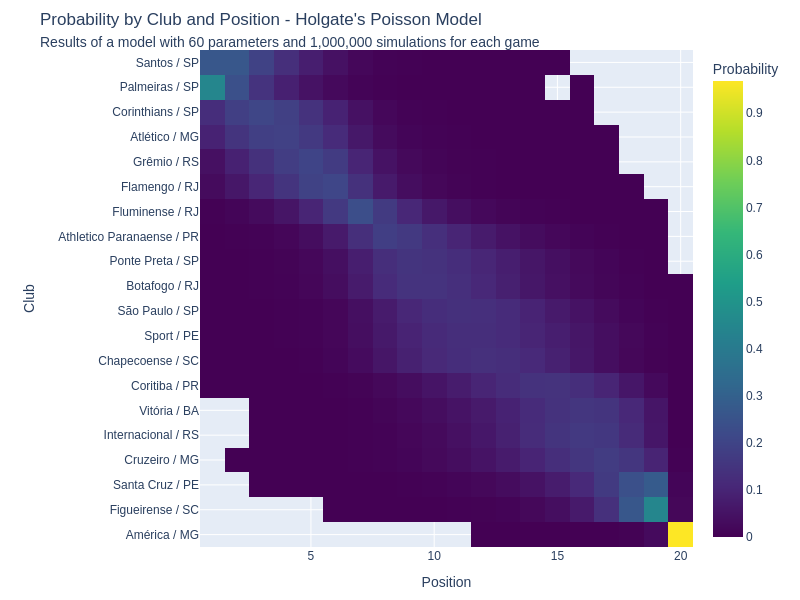 Probability by Club and Position - Holgate's Poisson Model
Results of a model with 60 parameters and 1,000,000 simulations for each game
Probability
Santos / SP
Palmeiras / SP
Corinthians / SP
Atlético / MG
Grêmio / RS
Flamengo / RJ
Fluminense / RJ
Athletico Paranaense / PR
Ponte Preta / SP
Botafogo / RJ
São Paulo / SP
Sport / PE
Chapecoense / SC
Coritiba / PR
Vitória / BA
Internacional / RS
Cruzeiro / MG
Santa Cruz / PE
Figueirense / SC
América / MG
Club
5
10
15
20
Position
0.9
0.8
0.7
0.6
0.5
0.4
0.3
0.2
0.1
0